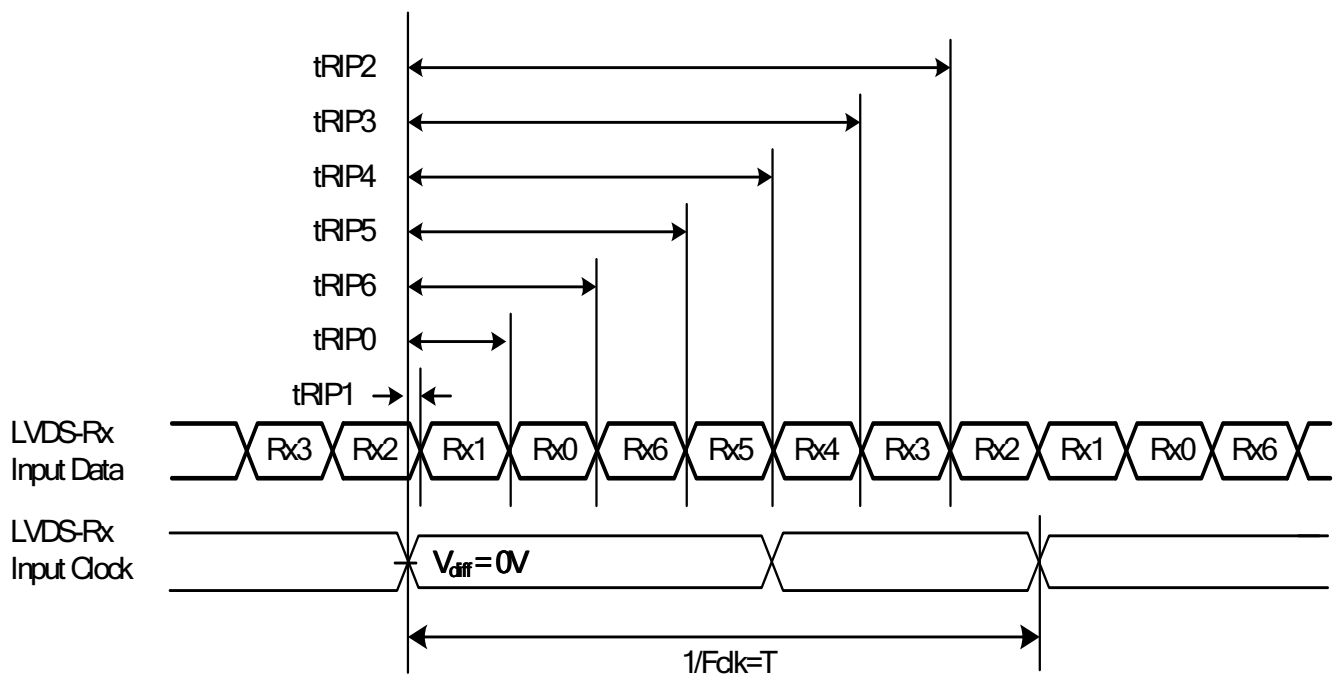 tRIP2
tRIP3
tRIP4
tRIP5
tRIP6
tRIP0
tRIP1
LVDS-Rx
Input Data
Rx3 Rx2 Rx1 Rx0 Rx6 Rx5 Rx4 Rx3 Rx2 Rx1 Rx0 Rx6
LVDS-Rx
Input Clock
Vdiff = 0V
1/Fclk=T